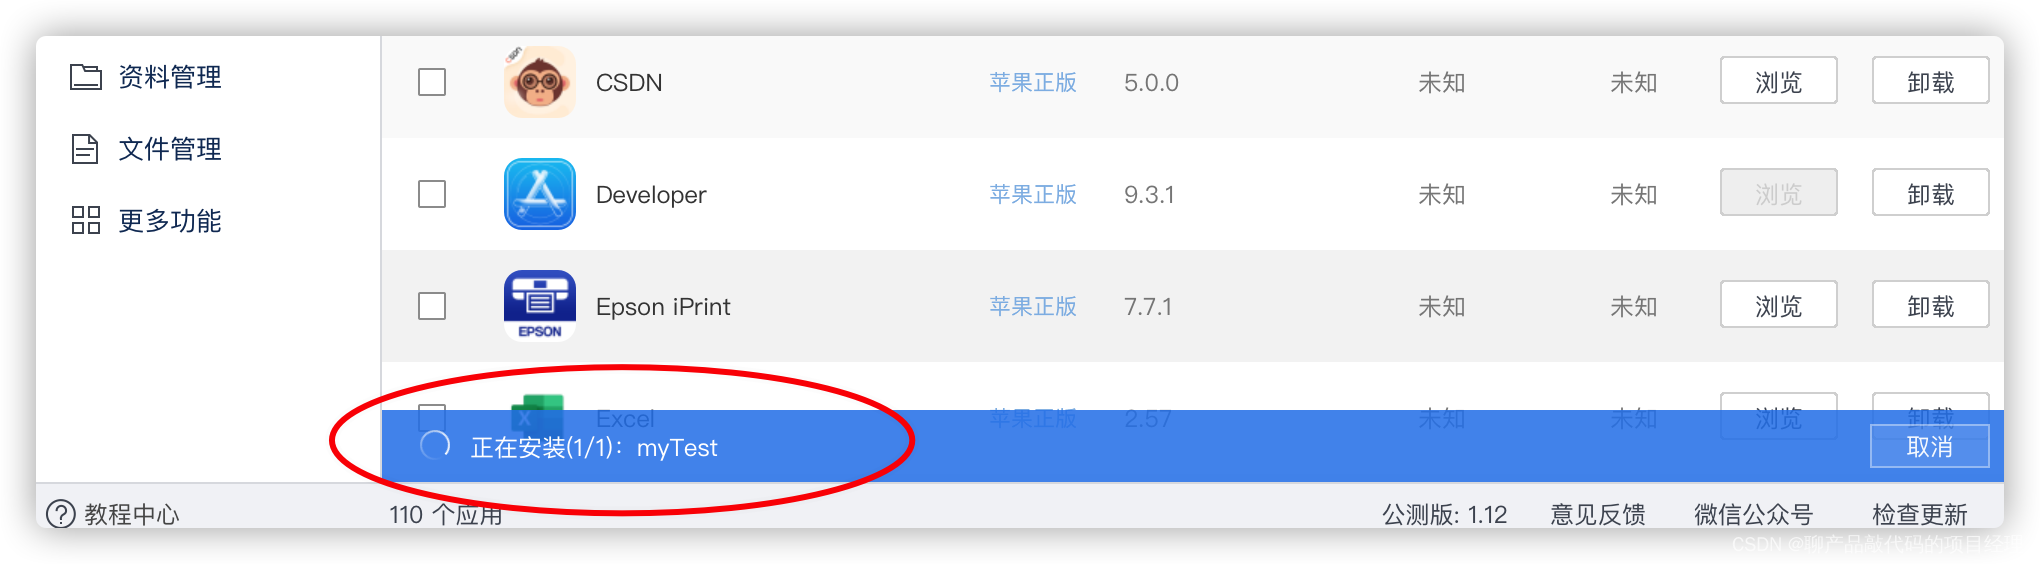 资料管理
文件管理
更多功能
CSDN
CSDN 苹果正版 5.0.0 未知 未知 浏览 卸载
Developer 苹果正版 9.3.1 未知 未知 浏览 卸载
EPSON
Epson iPrint 苹果正版 7.7.1 未知 未知 浏览 卸载
X
Excel 苹果正版 2.57 未知 未知 浏览 卸载
正在安装(1/1)：myTest 取消
教程中心 110 个应用 公测版: 1.12 意见反馈 微信公众号 检查更新
CSDN @聊产品敲代码的项目经理